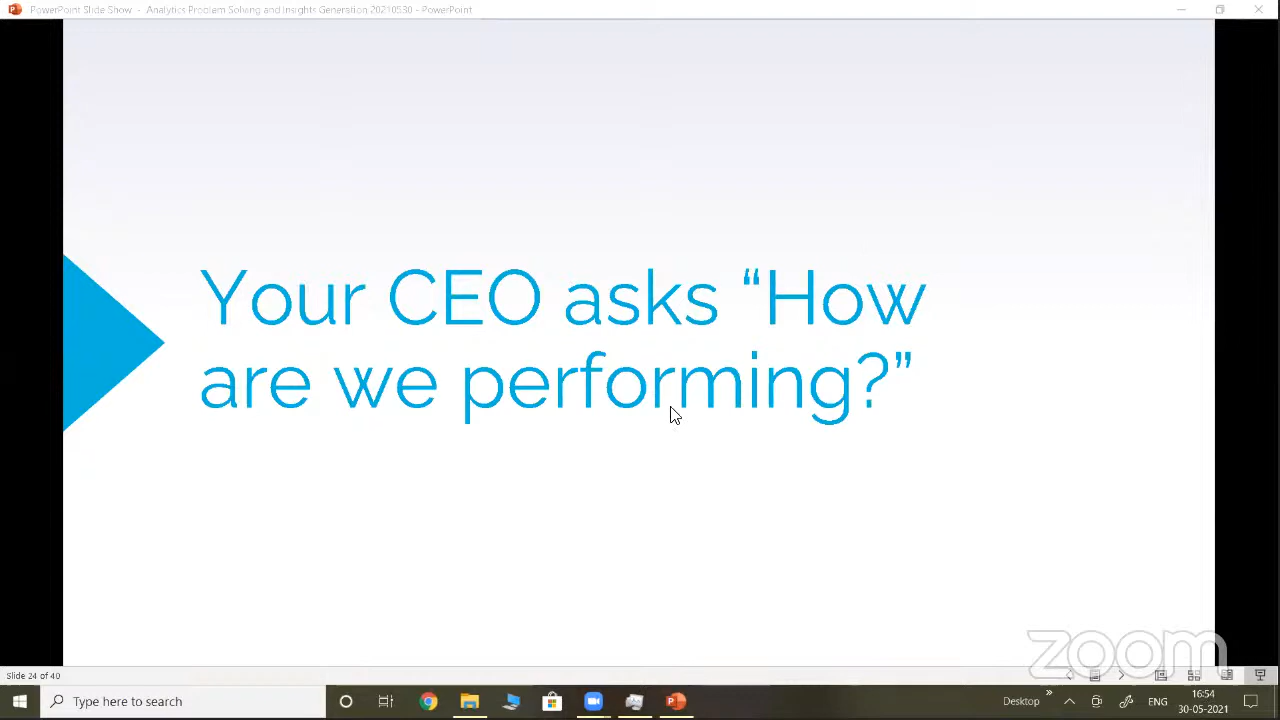 PowerPoint Slide Show - Analytics Problem Solving and Insights Generation 20210530 - PowerPoint
Your CEO asks “How
are we performing?”
zoom
Slide 24 of 40
Type here to search
Desktop
ENG
16:54
30-05-2021